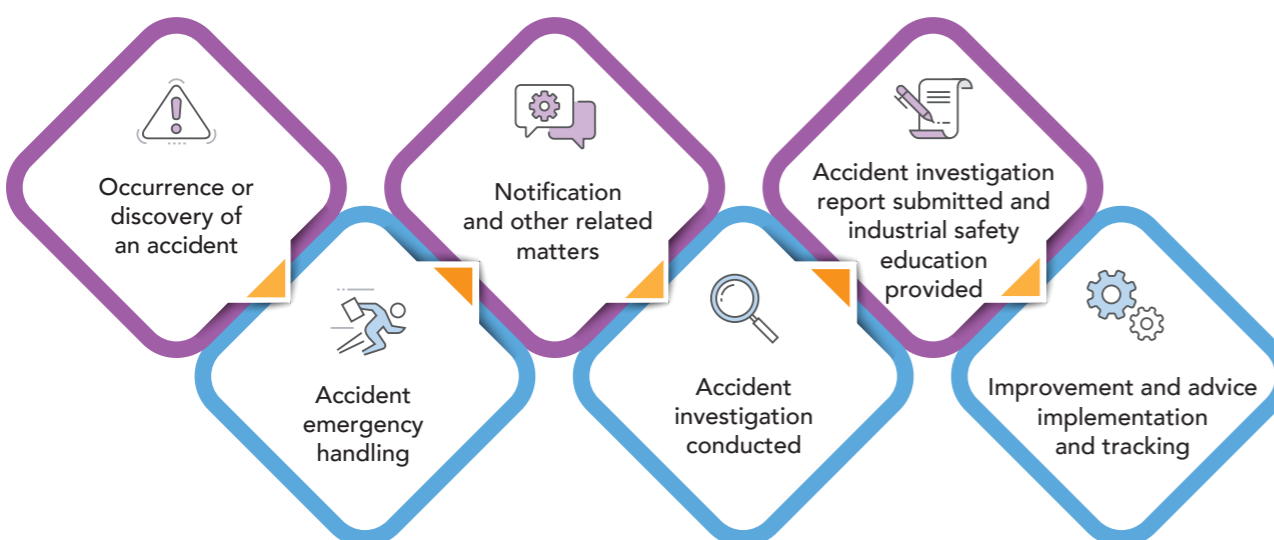 Occurrence or
discovery of
an accident
Accident
emergency
handling
Notification
and other related
matters
Accident
investigation
conducted
Accident investigation
report submitted and
industrial safety
education
provided
Improvement and advice
implementation
and tracking